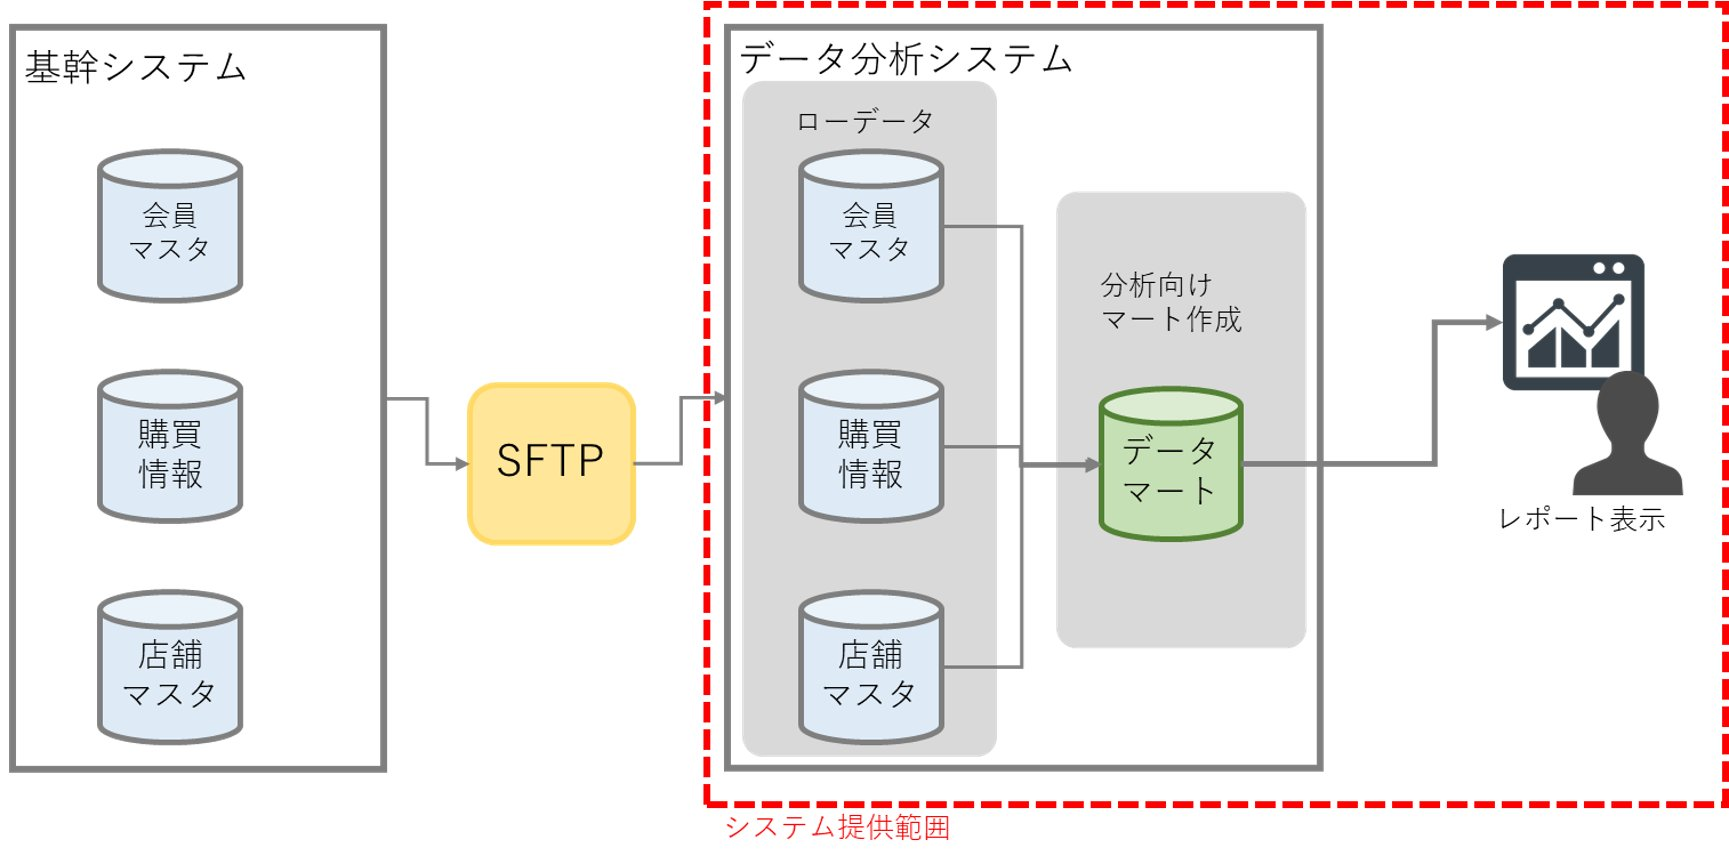 基幹システム
会員
マスタ
購買
情報
店舗
マスタ
SFTP
データ分析システム
ローデータ
会員
マスタ
購買
情報
店舗
マスタ
分析向け
マート作成
データ
マート
レポート表示
システム提供範囲